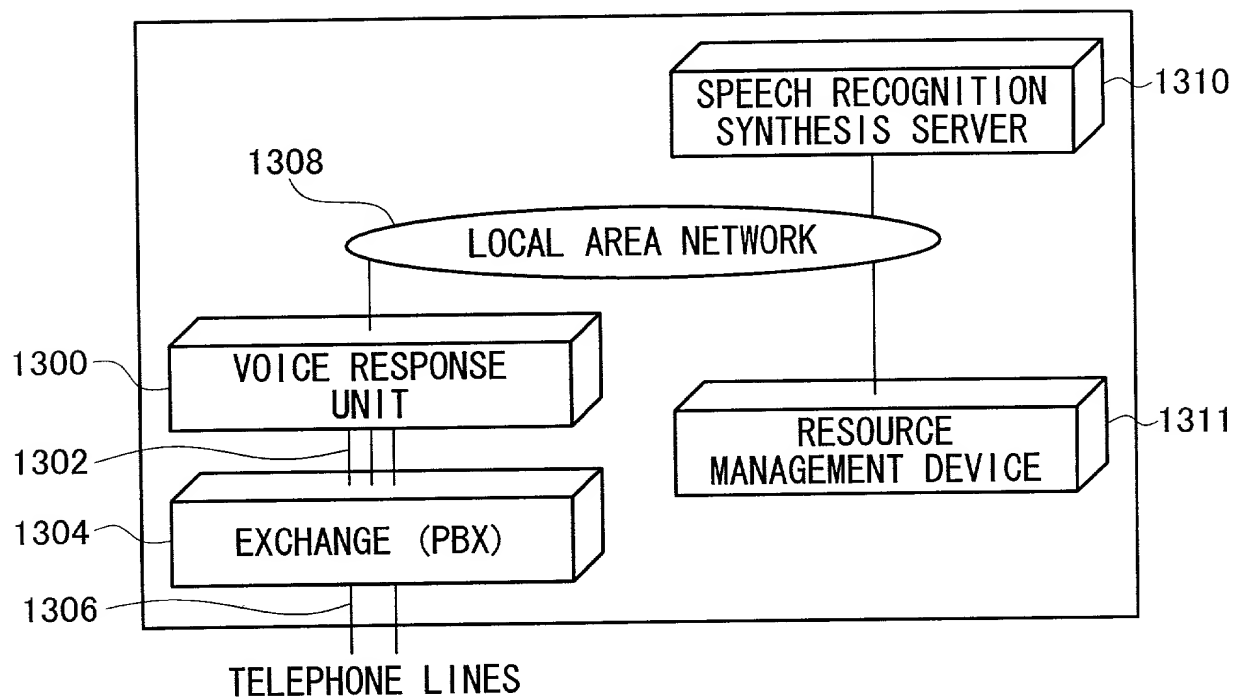 SPEECH RECOGNITION
SYNTHESIS SERVER
1310
1308
LOCAL AREA NETWORK
1300
VOICE RESPONSE
UNIT
1302
RESOURCE
MANAGEMENT DEVICE
1311
1304
EXCHANGE (PBX)
1306
TELEPHONE LINES